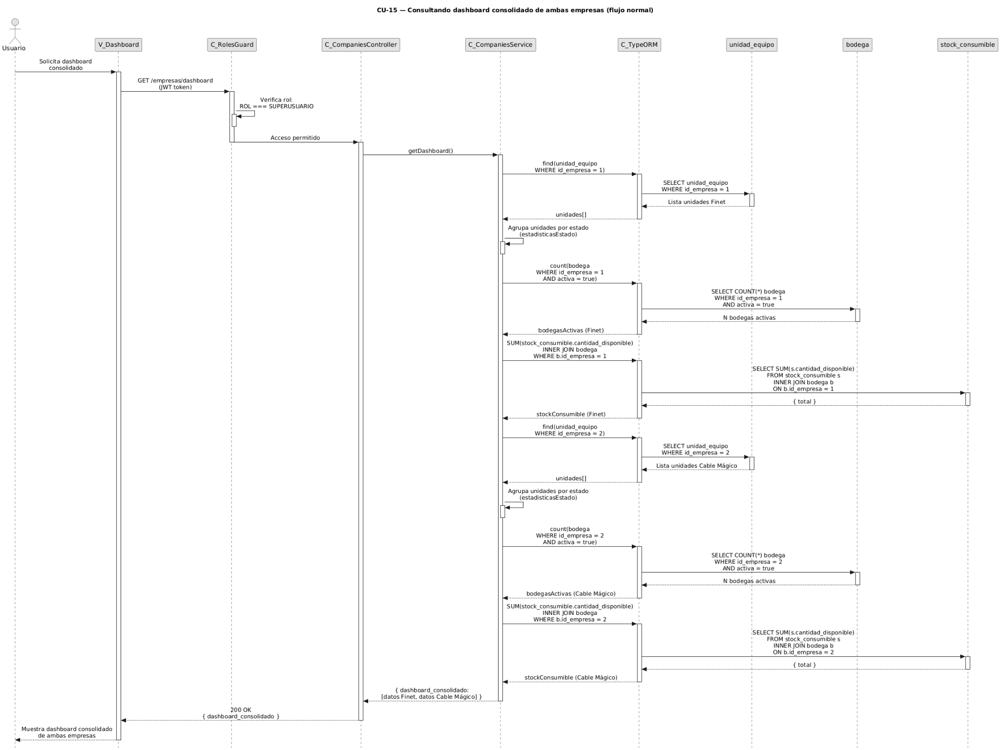 CU-15 — Consultando dashboard consolidado de ambas empresas (flujo normal)
Usuario
V_Dashboard
C_RolesGuard
C_CompaniesController
C_CompaniesService
C_TypeORM
unidad_equipo
bodega
stock_consumible
Solicita dashboard
consolidado
GET /empresas/dashboard
(JWT token)
Verifica rol:
ROL === SUPERUSUARIO
Acceso permitido
getDashboard()
find(unidad_equipo
WHERE id_empresa = 1)
SELECT unidad_equipo
WHERE id_empresa = 1
Lista unidades Finet
unidades[]
Agrupa unidades por estado
(estadisticasEstado)
count(bodega
WHERE id_empresa = 1
AND activa = true)
SELECT COUNT(*) bodega
WHERE id_empresa = 1
AND activa = true
N bodegas activas
bodegasActivas (Finet)
SUM(stock_consumible.cantidad_disponible)
INNER JOIN bodega
WHERE b.id_empresa = 1
SELECT SUM(s.cantidad_disponible)
FROM stock_consumible s
INNER JOIN bodega b
ON b.id_empresa = 1
{ total }
stockConsumible (Finet)
find(unidad_equipo
WHERE id_empresa = 2)
SELECT unidad_equipo
WHERE id_empresa = 2
Lista unidades Cable Mágico
unidades[]
Agrupa unidades por estado
(estadisticasEstado)
count(bodega
WHERE id_empresa = 2
AND activa = true)
SELECT COUNT(*) bodega
WHERE id_empresa = 2
AND activa = true
N bodegas activas
bodegasActivas (Cable Mágico)
SUM(stock_consumible.cantidad_disponible)
INNER JOIN bodega
WHERE b.id_empresa = 2
SELECT SUM(s.cantidad_disponible)
FROM stock_consumible s
INNER JOIN bodega b
ON b.id_empresa = 2
{ total }
stockConsumible (Cable Mágico)
{ dashboard_consolidado:
[datos Finet, datos Cable Mágico] }
200 OK
{ dashboard_consolidado }
Muestra dashboard consolidado
de ambas empresas